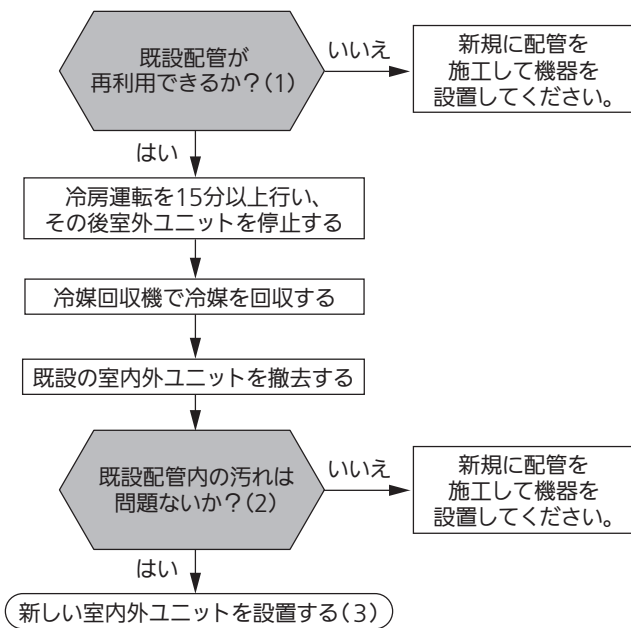 既設配管が
再利用できるか？(1)
いいえ
新規に配管を
施工して機器を
設置してください。
はい
冷房運転を15分以上行い、
その後室外ユニットを停止する
冷媒回収機で冷媒を回収する
既設の室内外ユニットを撤去する
既設配管内の汚れは
問題ないか？(2)
いいえ
新規に配管を
施工して機器を
設置してください。
はい
新しい室内外ユニットを設置する(3)